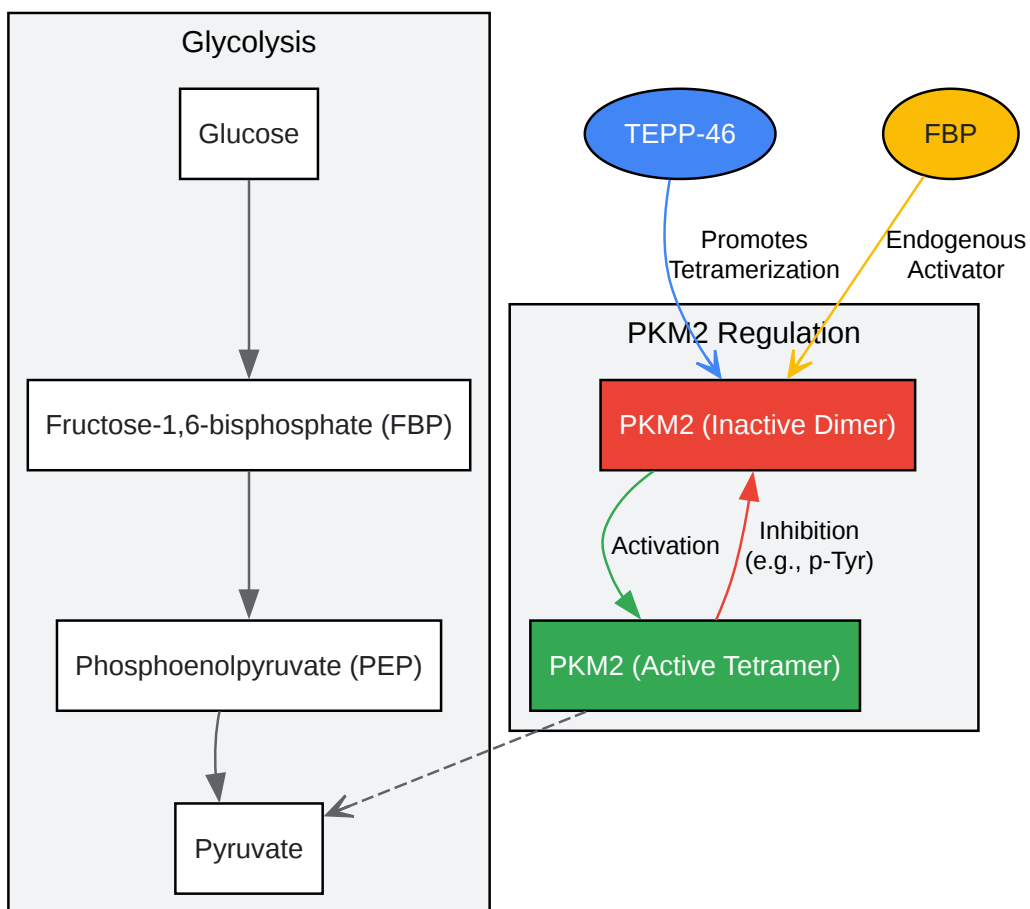 Glycolysis
Glucose
Fructose-1,6-bisphosphate (FBP)
Phosphoenolpyruvate (PEP)
Pyruvate
TEPP-46
FBP
Promotes
Tetramerization
Endogenous
Activator
PKM2 Regulation
PKM2 (Inactive Dimer)
Activation
Inhibition
(e.g., p-Tyr)
PKM2 (Active Tetramer)